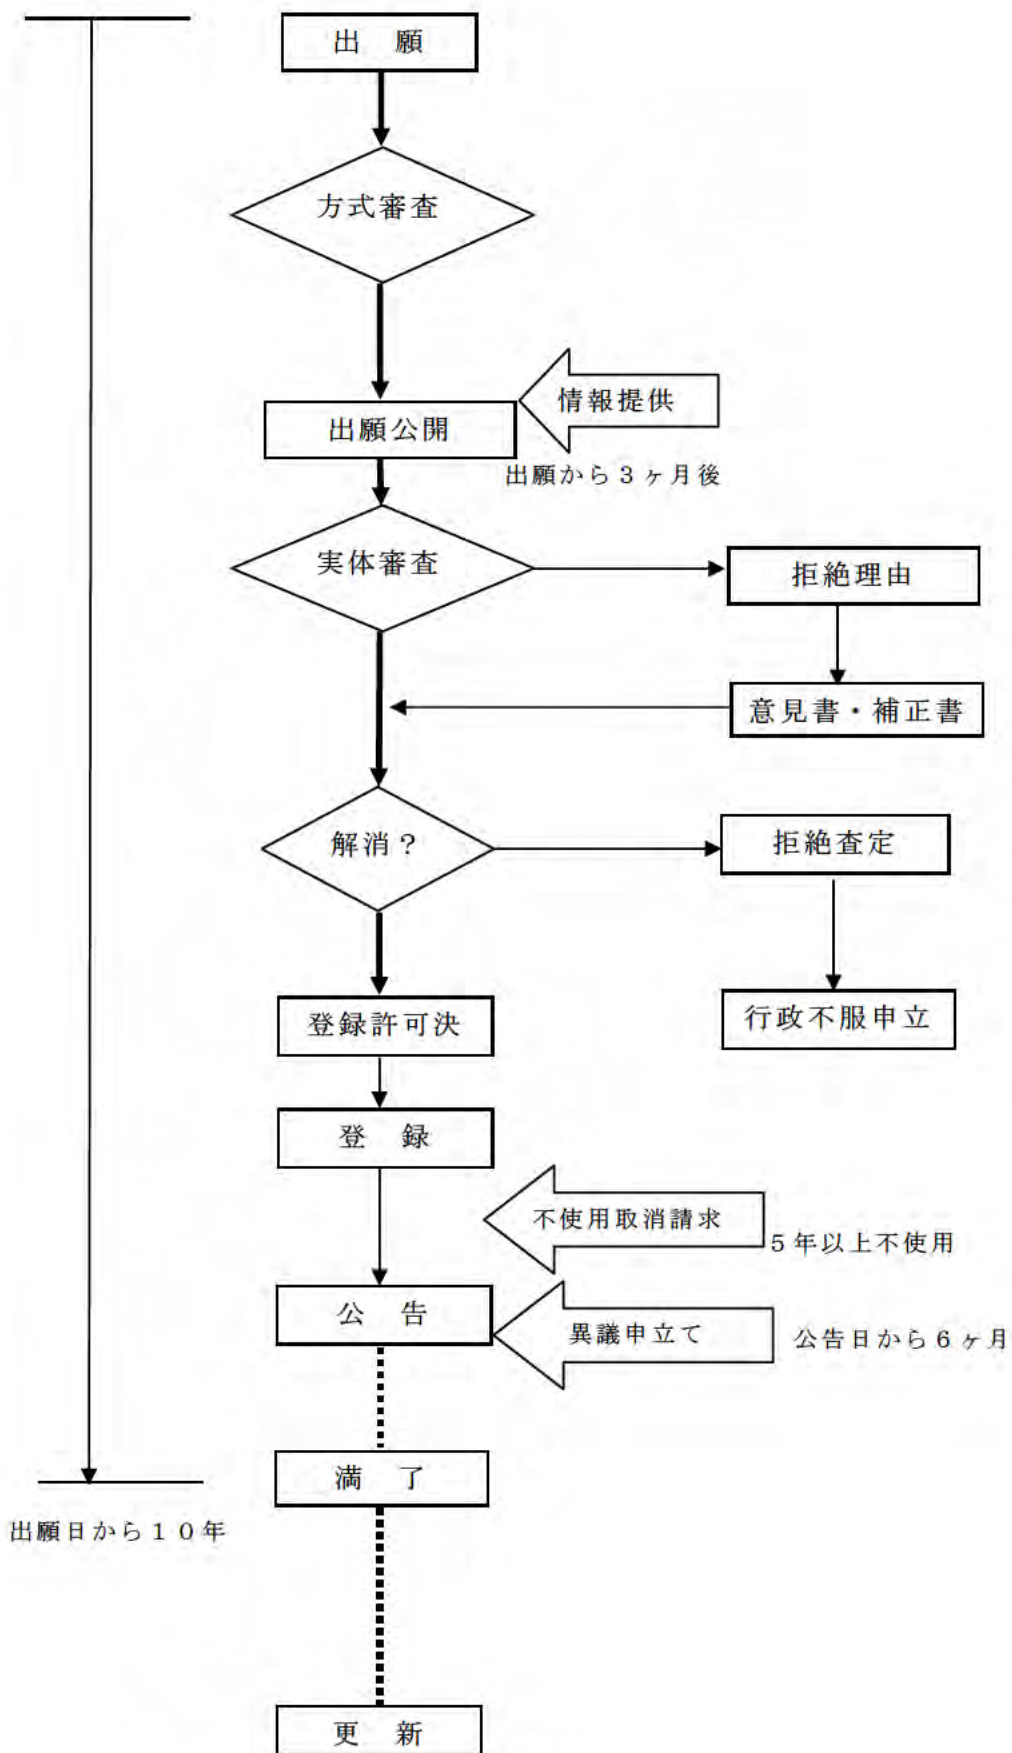 出　願
方式審査
情報提供
出願公開
出願から３ヶ月後
実体審査
拒絶理由
意見書・補正書
解消？
拒絶査定
登録許可決
行政不服申立
登　録
不使用取消請求
５年以上不使用
公　告
異議申立て
公告日から６ヶ月
満　了
出願日から１０年
更　新